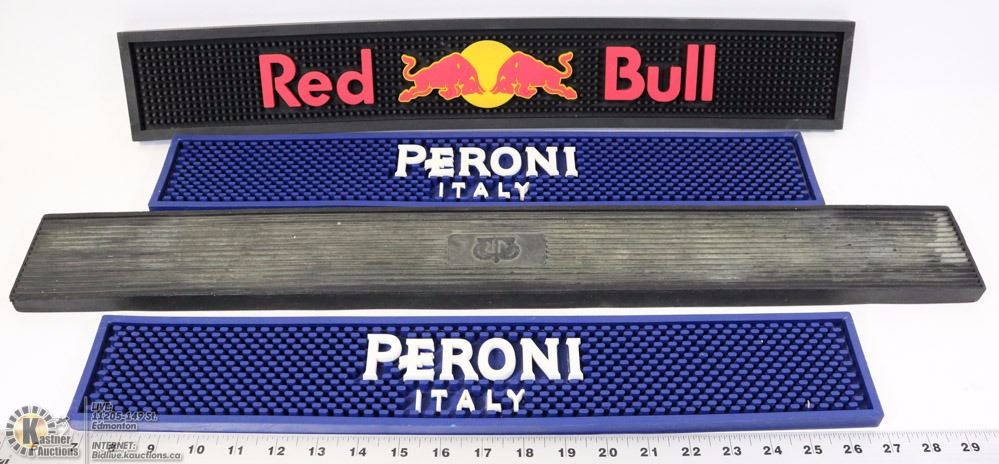 Red Bull
PERONI
ITALY
PERONI
ITALY
LIVE:
11205-149 St.
Edmonton
Kastner
Auctions
INTERNET:
Bidlive.kauctions.ca
7 8 9 10 11 12 13 14 15 16 17 18 19 20 21 22 23 24 25 26 27 28 29